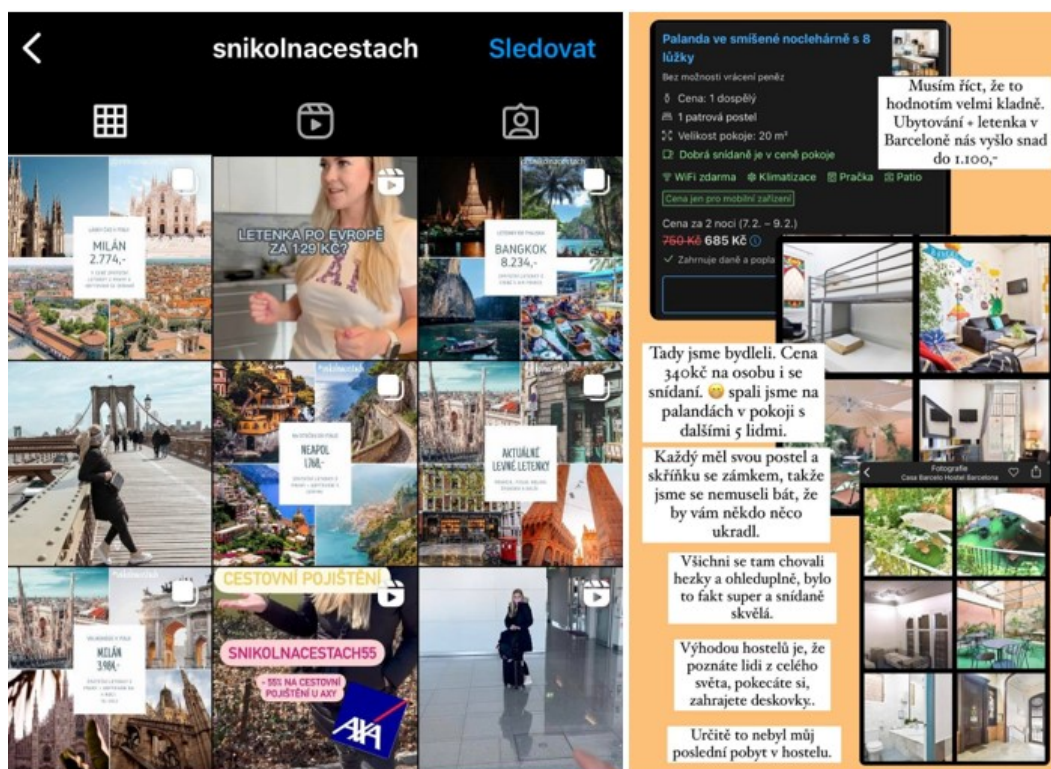 snikolnacestach
Sledovat
snikolnacestach
MILÁN
2.774,-
LETENKA PO EVROPĚ
ZA 129 KČ?
BANGKOK
8.234,-
NEAPOL
1.768,-
AKTUÁLNÍ
LEVNÉ LETENKY
MILÁN
3.984,-
CESTOVNÍ POJIŠTĚNÍ
SNIKOLNACESTACH55
- 55% NA CESTOVNÍ
POJIŠTĚNÍ U AXY
AXA
Palanda ve smíšené noclehárně s 8
lůžky
Bez možnosti vrácení peněz
Cena: 1 dospělý
1 patrová postel
Velikost pokoje: 20 m²
Dobrá snídaně je v ceně pokoje
WiFi zdarma Klimatizace Pračka Patio
Cena jen pro mobilní zařízení
Cena za 2 noci (7.2. – 9.2.)
750 Kč 685 Kč
Zahrnuje daně a popla
Musím říct, že to
hodnotím velmi kladně.
Ubytování + letenka v
Barceloně nás vyšlo snad
do 1.100,-
Tady jsme bydleli. Cena
340kč na osobu i se
snídaní. 😁 spali jsme na
palandách v pokoji s
dalšími 5 lidmi.
Každý měl svou postel a
skříňku se zámkem, takže
jsme se nemuseli bát, že
by vám někdo něco
ukradl.
Fotografie
Casa Barcelo Hostel Barcelona
Všichni se tam chovali
hezky a ohleduplně, bylo
to fakt super a snídaně
skvělá.
Výhodou hostelů je, že
poznáte lidi z celého
světa, pokecáte si,
zahrajete deskovky..
Určitě to nebyl můj
poslední pobyt v hostelu.